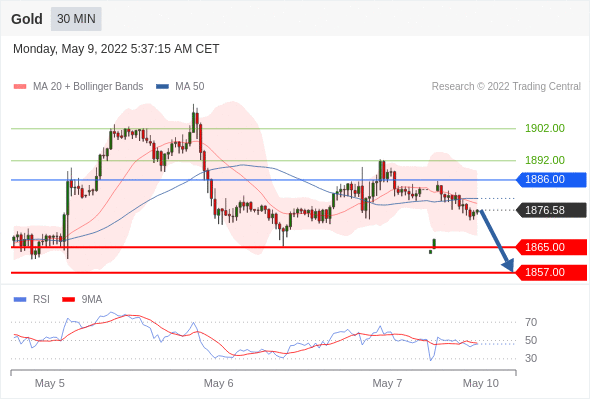 Gold 30 MIN
Monday, May 9, 2022 5:37:15 AM CET
MA 20 + Bollinger Bands MA 50 Research © 2022 Trading Central
1902.00
1892.00
1886.00
1876.58
1865.00
1857.00
RSI 9MA
70
50
30
May 5 May 6 May 7 May 10